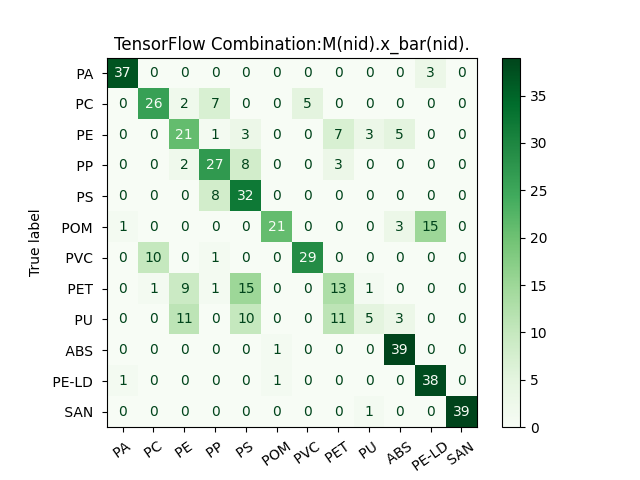 TensorFlow Combination:M(nid).x_bar(nid).
PA 37 0 0 0 0 0 0 0 0 0 3 0
PC 0 26 2 7 0 0 5 0 0 0 0 0
PE 0 0 21 1 3 0 0 7 3 5 0 0
PP 0 0 2 27 8 0 0 3 0 0 0 0
PS 0 0 0 8 32 0 0 0 0 0 0 0
POM 1 0 0 0 0 21 0 0 0 3 15 0
PVC 0 10 0 1 0 0 29 0 0 0 0 0
PET 0 1 9 1 15 0 0 13 1 0 0 0
PU 0 0 11 0 10 0 0 11 5 3 0 0
ABS 0 0 0 0 0 1 0 0 0 39 0 0
PE-LD 1 0 0 0 0 1 0 0 0 0 38 0
SAN 0 0 0 0 0 0 0 0 1 0 0 39
PA PC PE PP PS POM PVC PET PU ABS PE-LD SAN
True label
35
30
25
20
15
10
5
0